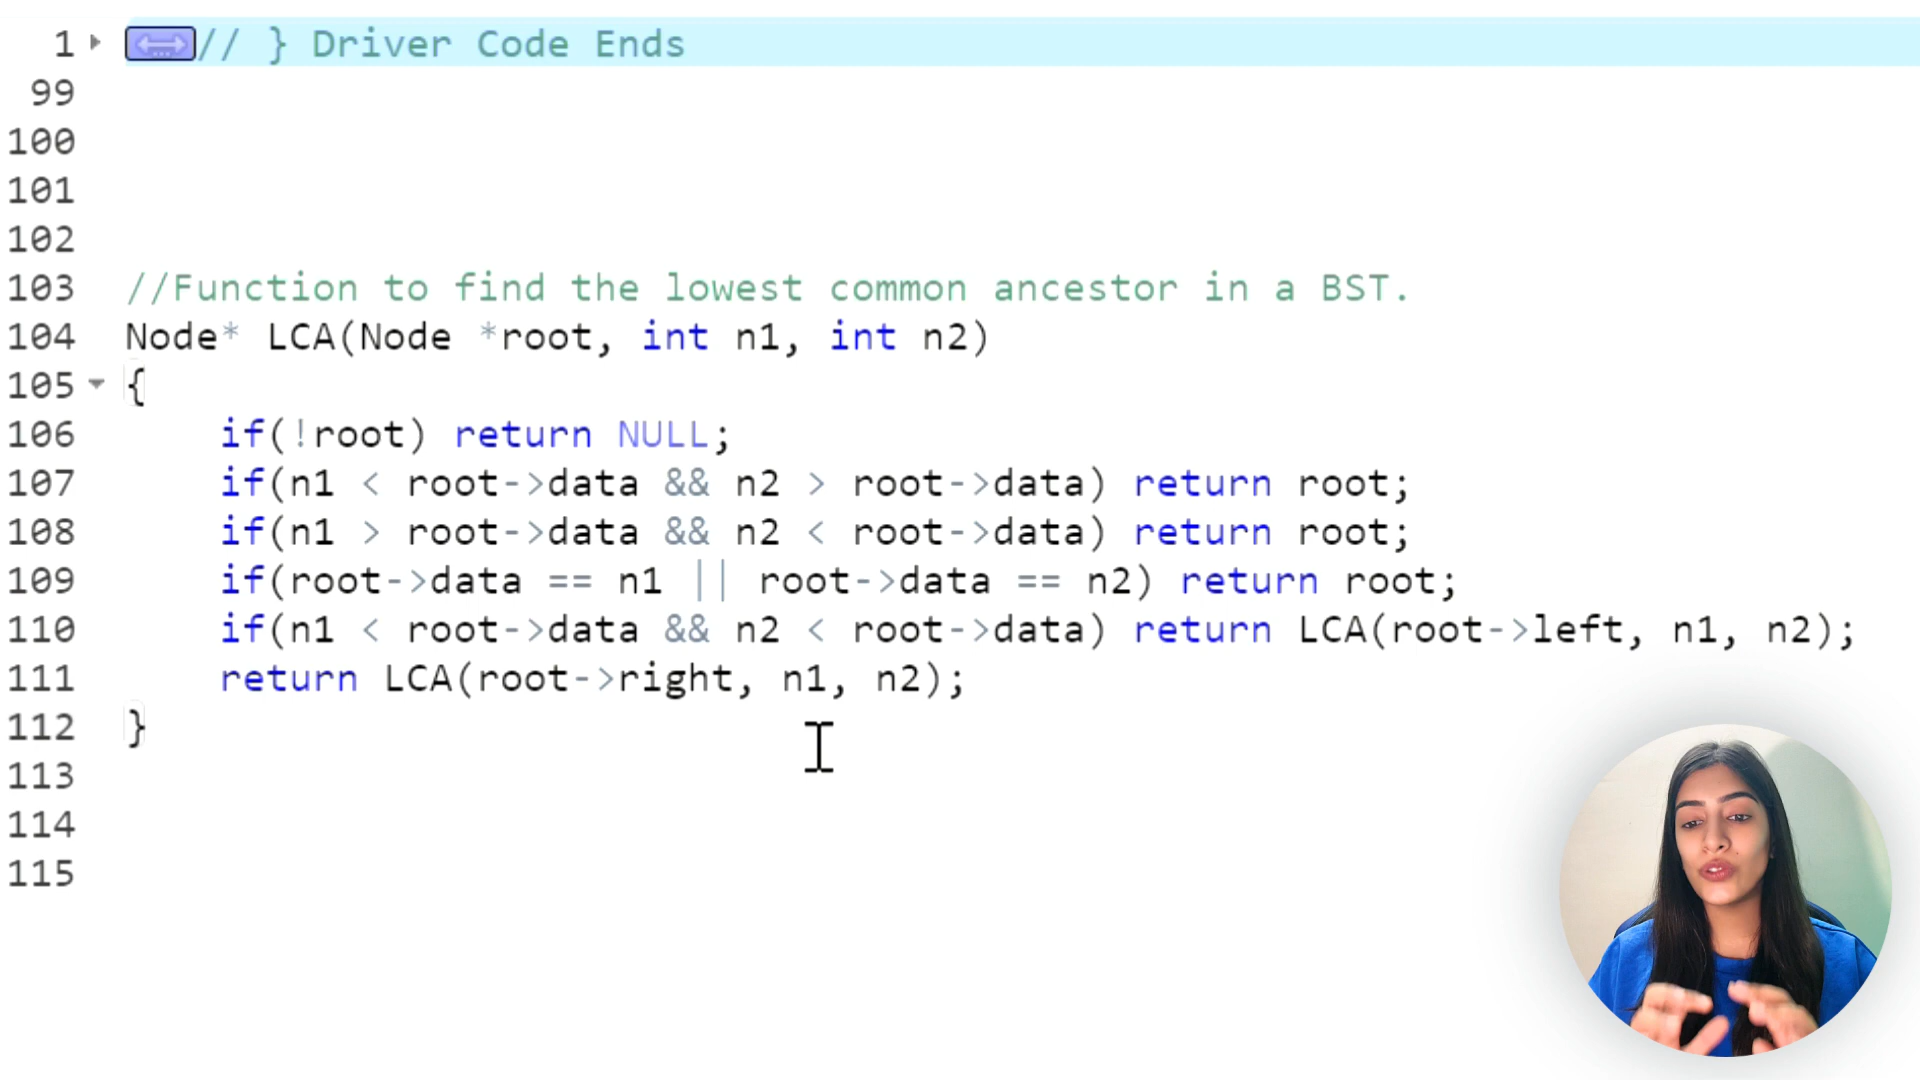 1 // } Driver Code Ends
99
100
101
102
103 //Function to find the lowest common ancestor in a BST.
104 Node* LCA(Node *root, int n1, int n2)
105 {
106 if(!root) return NULL;
107 if(n1 < root->data && n2 > root->data) return root;
108 if(n1 > root->data && n2 < root->data) return root;
109 if(root->data == n1 || root->data == n2) return root;
110 if(n1 < root->data && n2 < root->data) return LCA(root->left, n1, n2);
111 return LCA(root->right, n1, n2);
112 }
113
114
115